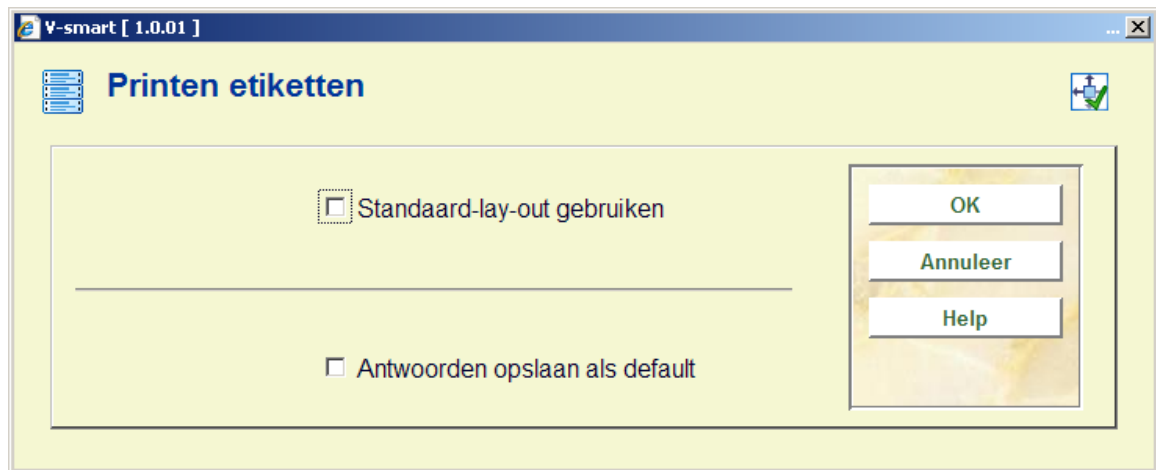 V-smart [ 1.0.01 ] ...
Printen etiketten
Standaard-lay-out gebruiken
OK
Annuleer
Help
Antwoorden opslaan als default